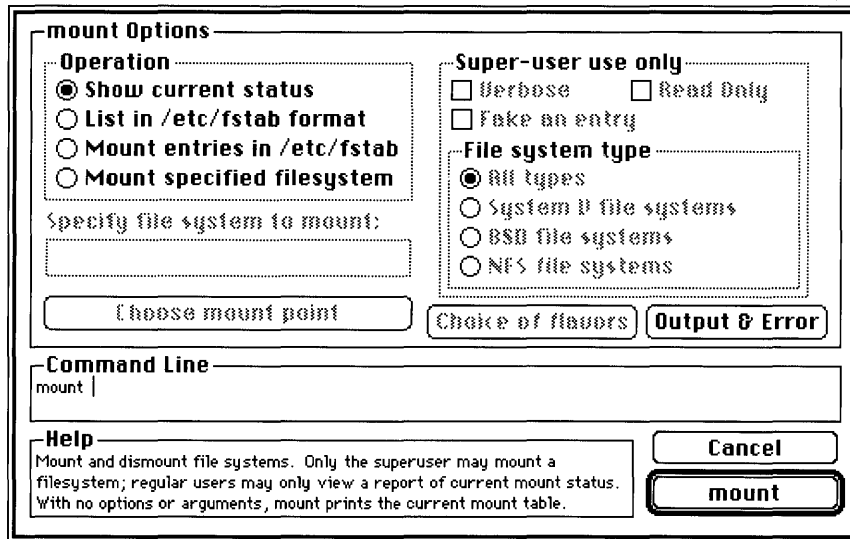 mount Options
Operation
Show current status
List in /etc/fstab format
Mount entries in /etc/fstab
Mount specified filesystem
Specify file system to mount:
Choose mount point
Super-user use only
Verbose Read Only
Fake an entry
File system type
All types
System V file systems
BSD file systems
NFS file systems
Choice of flavors Output & Error
Command Line
mount
Help
Mount and dismount file systems. Only the superuser may mount a
filesystem; regular users may only view a report of current mount status.
With no options or arguments, mount prints the current mount table.
Cancel
mount